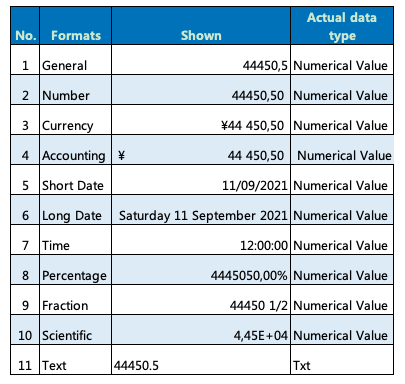 No. Formats Shown Actual data type
1 General 44450,5 Numerical Value
2 Number 44450,50 Numerical Value
3 Currency ¥44 450,50 Numerical Value
4 Accounting ¥ 44 450,50 Numerical Value
5 Short Date 11/09/2021 Numerical Value
6 Long Date Saturday 11 September 2021 Numerical Value
7 Time 12:00:00 Numerical Value
8 Percentage 4445050,00% Numerical Value
9 Fraction 44450 1/2 Numerical Value
10 Scientific 4,45E+04 Numerical Value
11 Text 44450.5 Txt